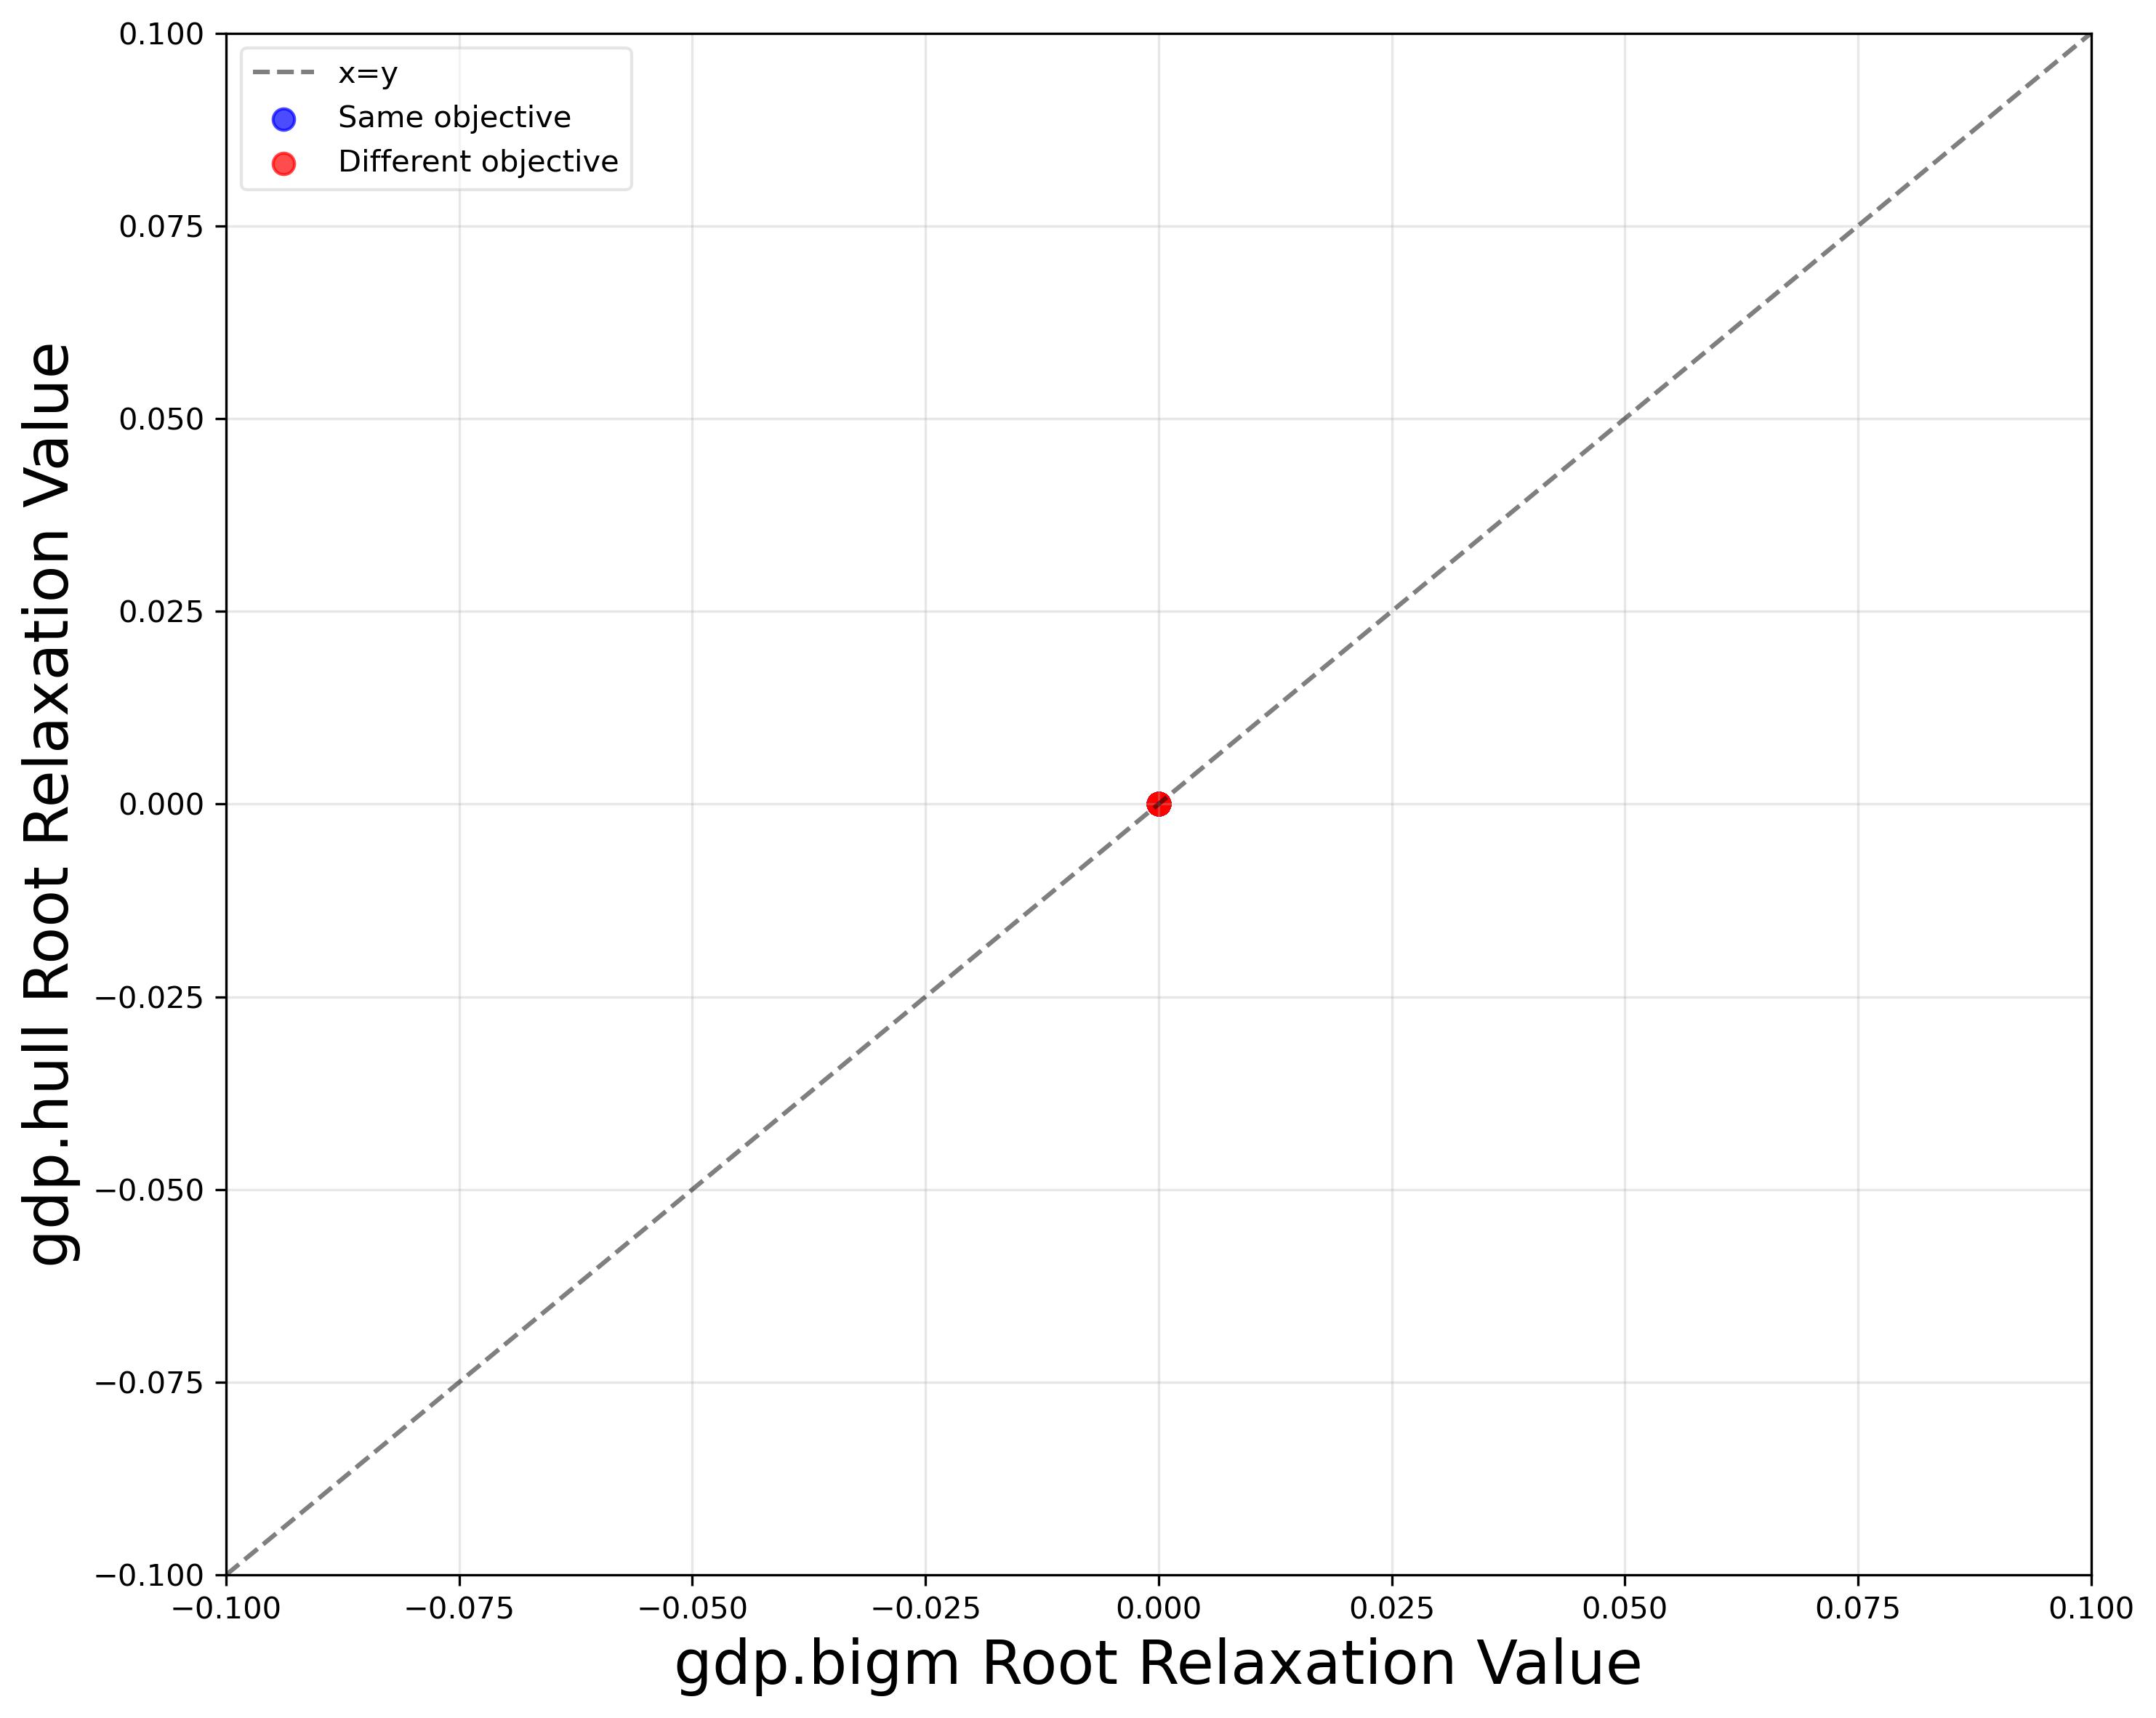 x=y
Same objective
Different objective
gdp.hull Root Relaxation Value
0.100
0.075
0.050
0.025
0.000
−0.025
−0.050
−0.075
−0.100
−0.100 −0.075 −0.050 −0.025 0.000 0.025 0.050 0.075 0.100
gdp.bigm Root Relaxation Value